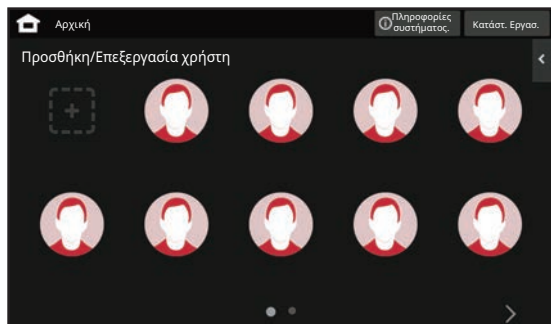 Αρχική
Πληροφορίες
συστήματος.
Κατάστ. Εργασ.
Προσθήκη/Επεξεργασία χρήστη